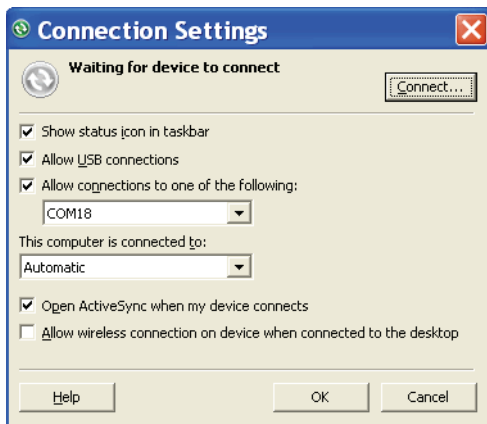 Connection Settings
Waiting for device to connect
Connect...
Show status icon in taskbar
Allow USB connections
Allow connections to one of the following:
COM18
This computer is connected to:
Automatic
Open ActiveSync when my device connects
Allow wireless connection on device when connected to the desktop
Help OK Cancel